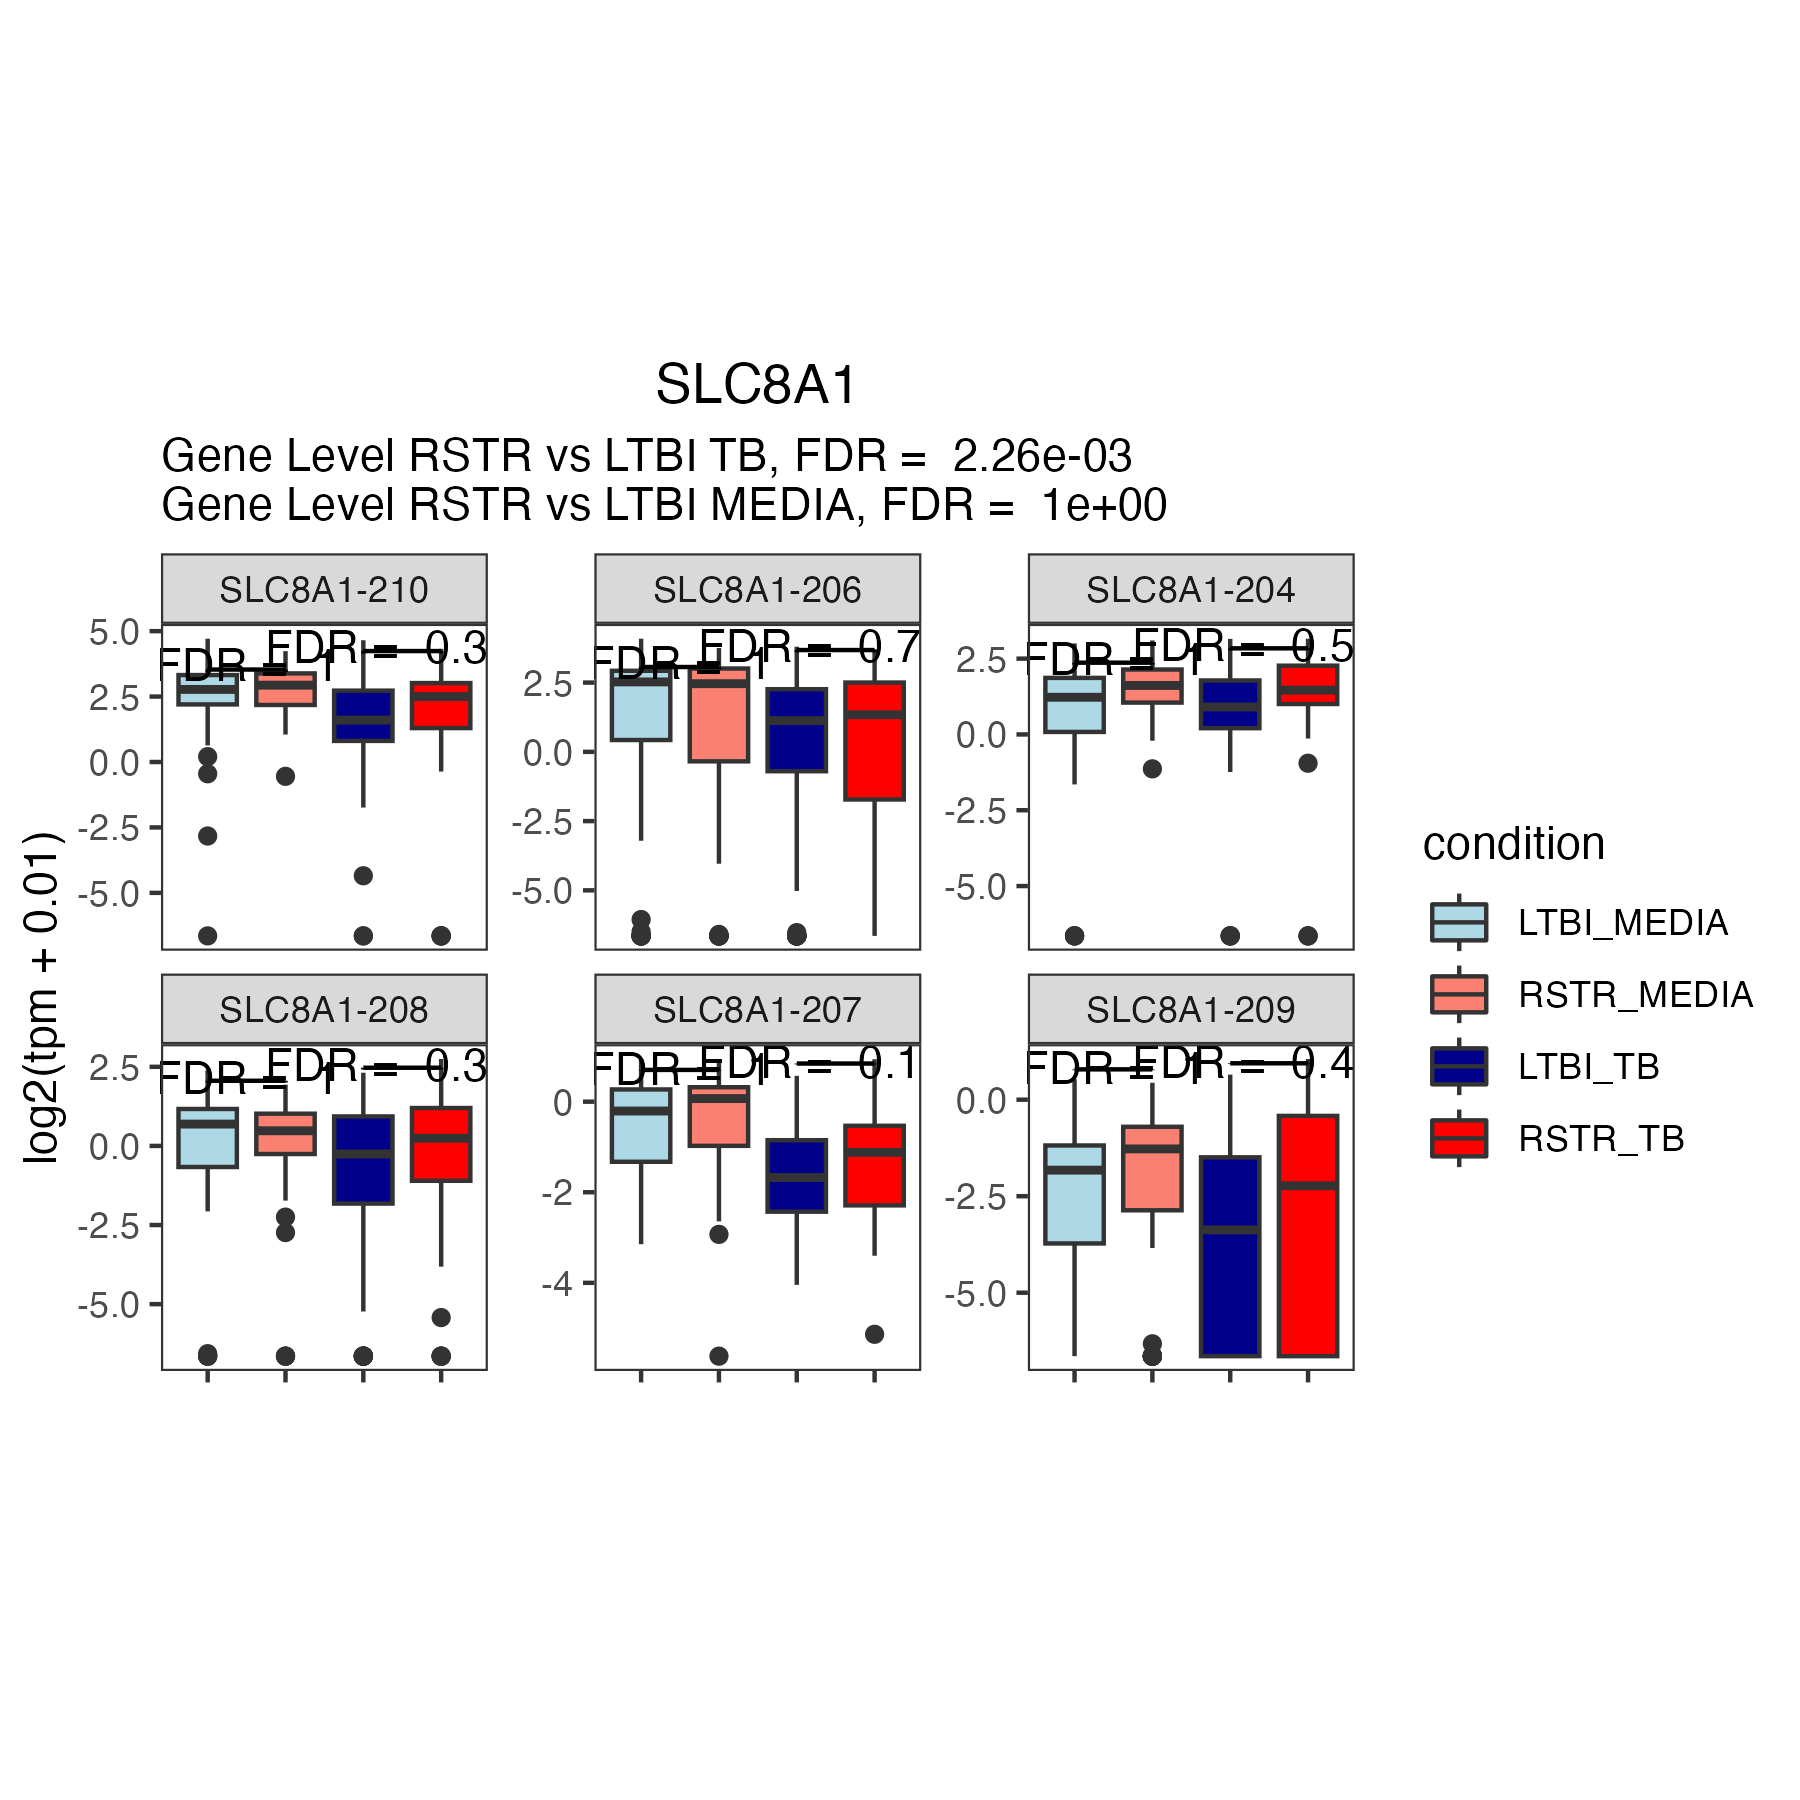 SLC8A1
Gene Level RSTR vs LTBI TB, FDR = 2.26e-03
Gene Level RSTR vs LTBI MEDIA, FDR = 1e+00
SLC8A1-210
SLC8A1-206
SLC8A1-204
5.0
2.5
0.0
-2.5
-5.0
FDR = 1
FDR = 0.3
2.5
0.0
-2.5
-5.0
FDR = 1
FDR = 0.7
2.5
0.0
-2.5
-5.0
FDR = 1
FDR = 0.5
SLC8A1-208
SLC8A1-207
SLC8A1-209
2.5
0.0
-2.5
-5.0
FDR = 1
FDR = 0.3
0
-2
-4
FDR = 1
FDR = 0.1
0.0
-2.5
-5.0
FDR = 1
FDR = 0.4
log2(tpm + 0.01)
condition
LTBI_MEDIA
RSTR_MEDIA
LTBI_TB
RSTR_TB